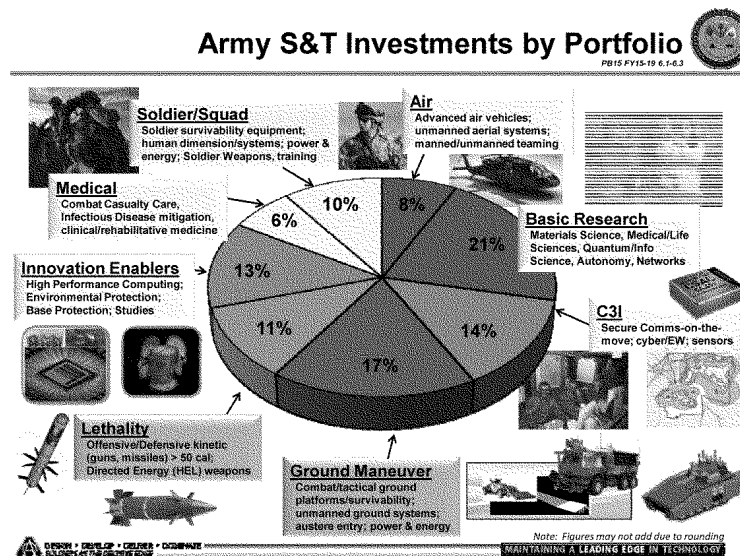 Army S&T Investments by Portfolio
PB15 FY15-19 6.1-6.3
Soldier/Squad
Soldier survivability equipment;
human dimension/systems; power &
energy; Soldier Weapons, training
Air
Advanced air vehicles;
unmanned aerial systems;
manned/unmanned teaming
Medical
Combat Casualty Care,
Infectious Disease mitigation,
clinical/rehabilitative medicine
10%
8%
6%
21%
Basic Research
Materials Science, Medical/Life
Sciences, Quantum/Info
Science, Autonomy, Networks
Innovation Enablers
High Performance Computing;
Environmental Protection;
Base Protection; Studies
13%
11%
17%
14%
C3I
Secure Comms-on-the-
move; cyber/EW; sensors
Lethality
Offensive/Defensive kinetic
(guns, missiles) > 50 cal;
Directed Energy (HEL) weapons
Ground Maneuver
Combat/tactical ground
platforms/survivability;
unmanned ground systems;
austere entry; power & energy
Note: Figures may not add due to rounding
DESIGN • DEVELOP • DELIVER • DOMINATE
MAINTAINING A LEADING EDGE IN TECHNOLOGY